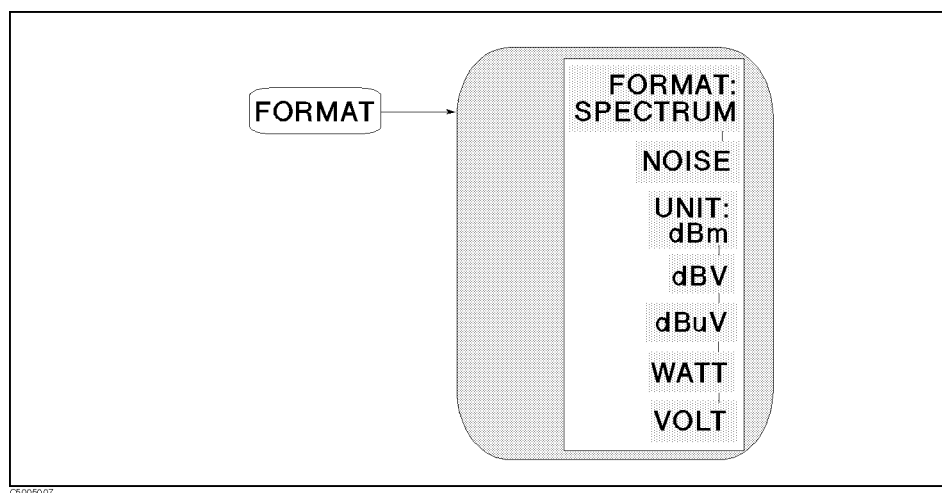 FORMAT
FORMAT:
SPECTRUM
NOISE
UNIT:
dBm
dBV
dBuV
WATT
VOLT
C5005007